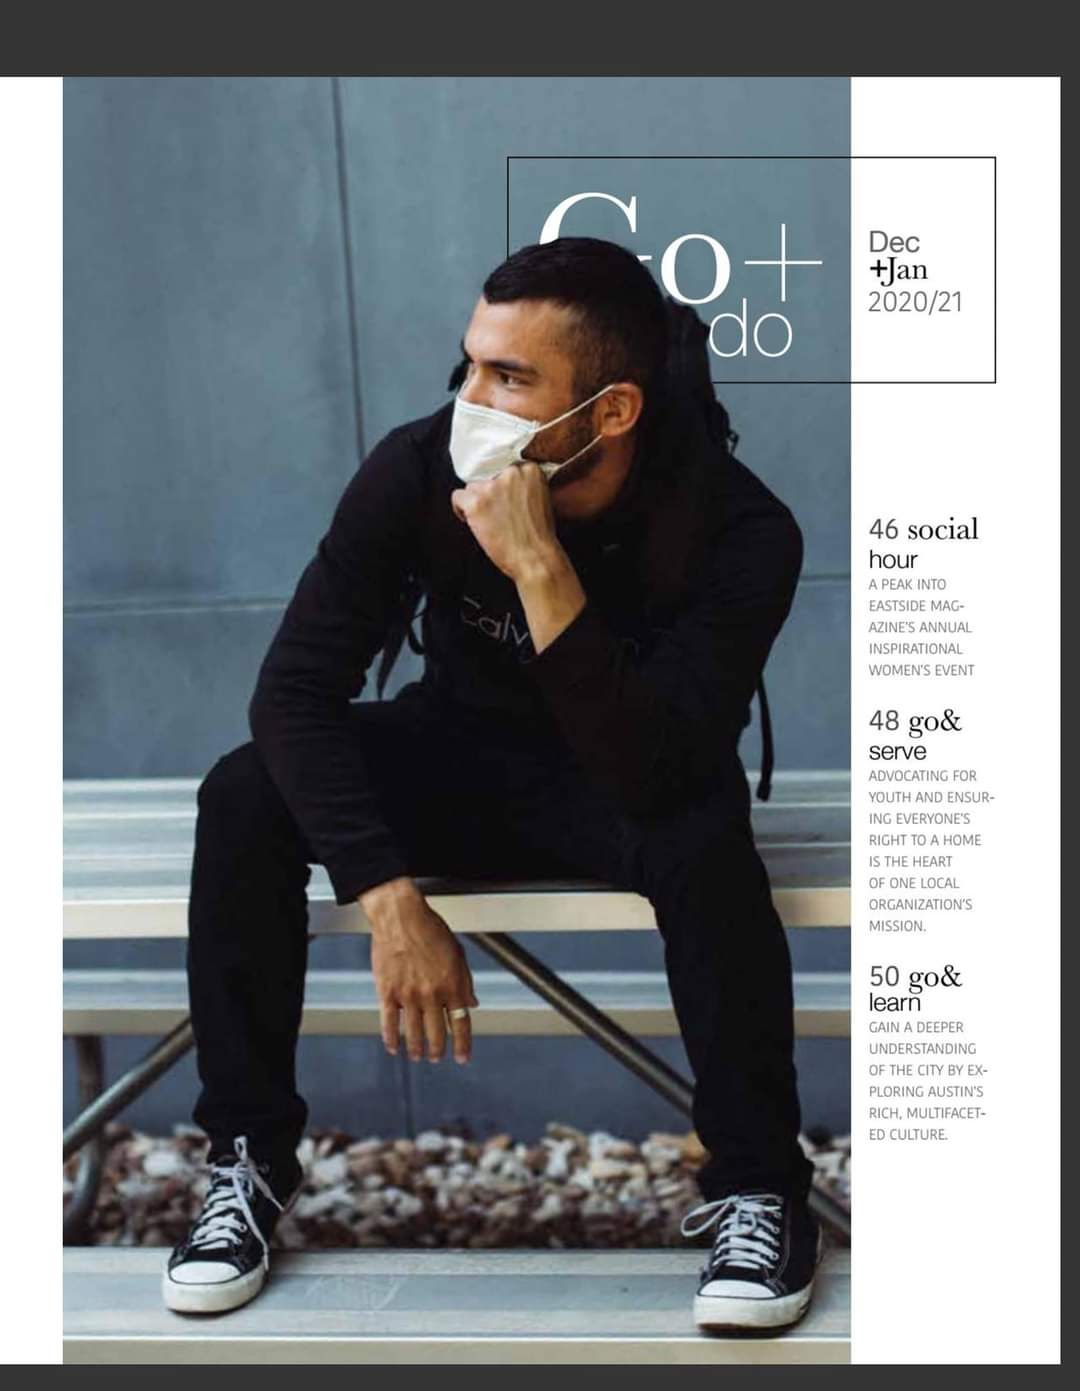 Go+
do
Dec
+Jan
2020/21
46 social
hour
A PEAK INTO
EASTSIDE MAG-
AZINE'S ANNUAL
INSPIRATIONAL
WOMEN'S EVENT
48 go&
serve
ADVOCATING FOR
YOUTH AND ENSUR-
ING EVERYONE'S
RIGHT TO A HOME
IS THE HEART
OF ONE LOCAL
ORGANIZATION'S
MISSION.
50 go&
learn
GAIN A DEEPER
UNDERSTANDING
OF THE CITY BY EX-
PLORING AUSTIN'S
RICH, MULTIFACET-
ED CULTURE.
Calv